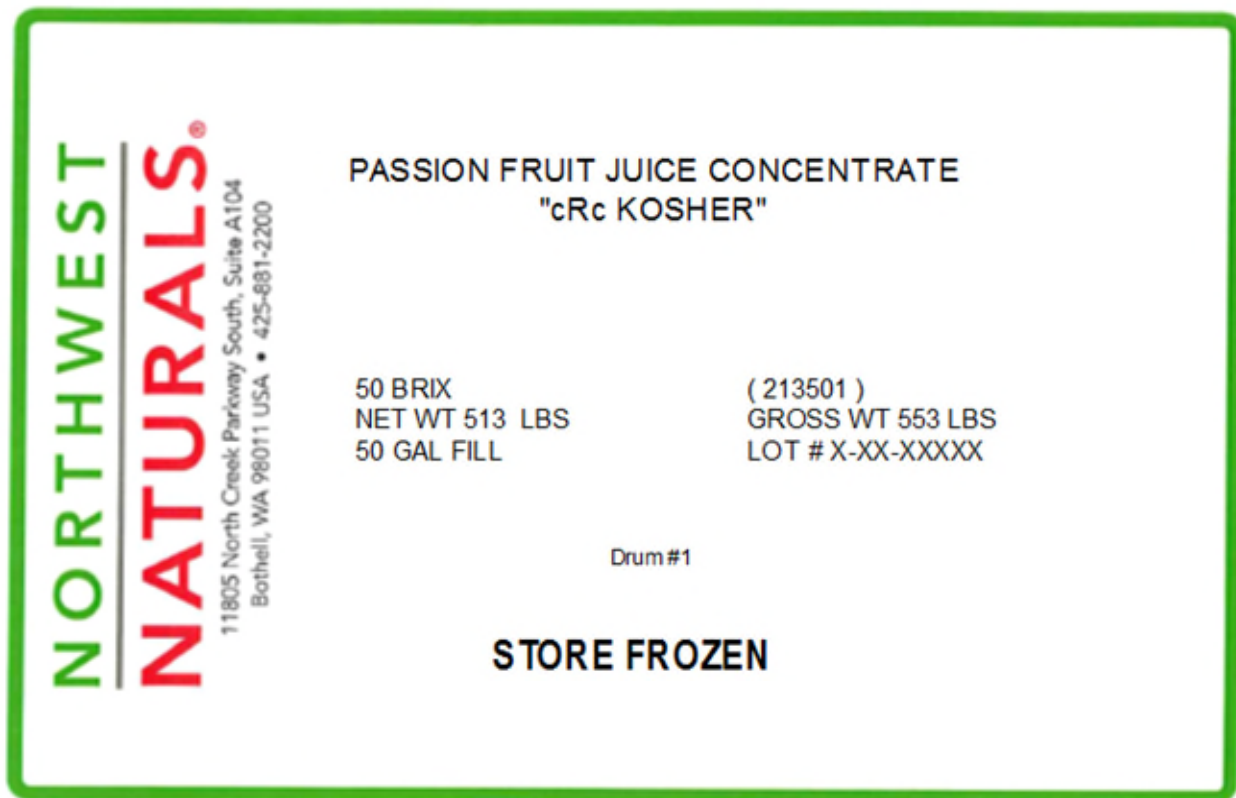 NORTHWEST
NATURALS®
11805 North Creek Parkway South, Suite A104
Bothell, WA 98011 USA • 425-881-2200
PASSION FRUIT JUICE CONCENTRATE
"cRc KOSHER"
50 BRIX ( 213501 )
NET WT 513 LBS GROSS WT 553 LBS
50 GAL FILL LOT # X-XX-XXXXX
Drum #1
STORE FROZEN